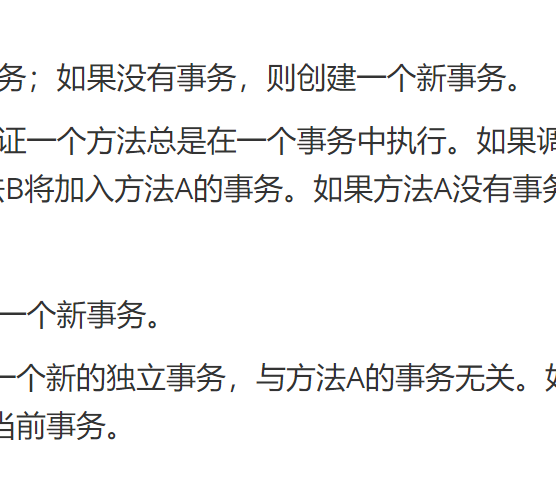 务；如果没有事务，则创建一个新事务。
证一个方法总是在一个事务中执行。如果调
B将加入方法A的事务。如果方法A没有事务
一个新事务。
一个新的独立事务，与方法A的事务无关。如
当前事务。